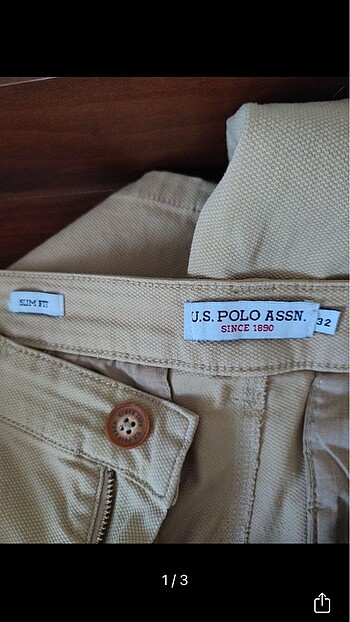 SLIM FIT
U.S. POLO ASSN.
SINCE 1890
32
1/3